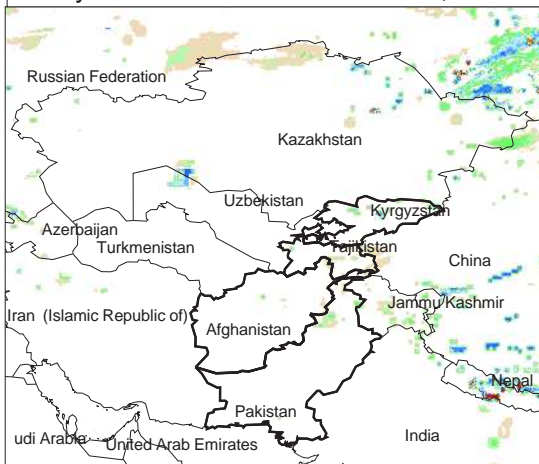 Russian Federation
Kazakhstan
Uzbekistan
Kyrgyzstan
Azerbaijan
Turkmenistan
Tajikistan
China
Iran (Islamic Republic of)
Jammu Kashmir
Afghanistan
Nepal
Pakistan
udi Arabia
United Arab Emirates
India